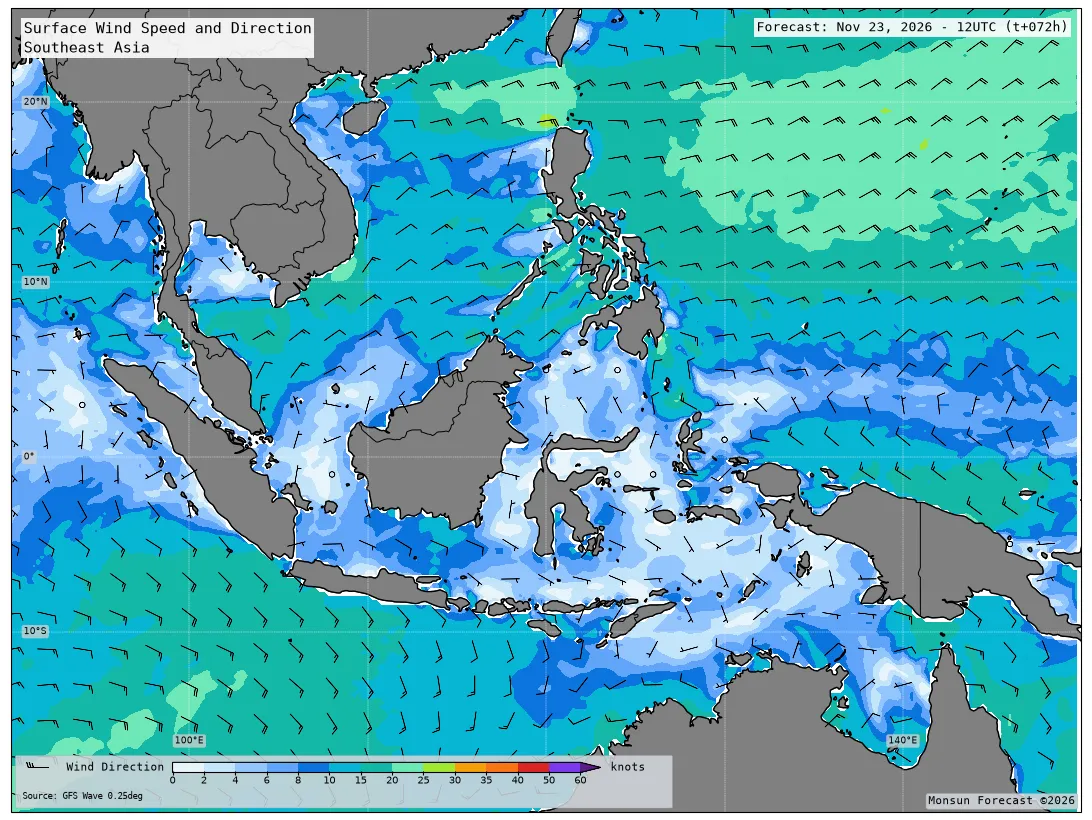 Surface Wind Speed and Direction
Southeast Asia
Forecast: Nov 23, 2026 - 12UTC (t+072h)
20°N
10°N
0°
10°S
100°E
140°E
Wind Direction
0 2 4 6 8 10 15 20 25 30 35 40 50 60
knots
Source: GFS Wave 0.25deg
Monsun Forecast ©2026